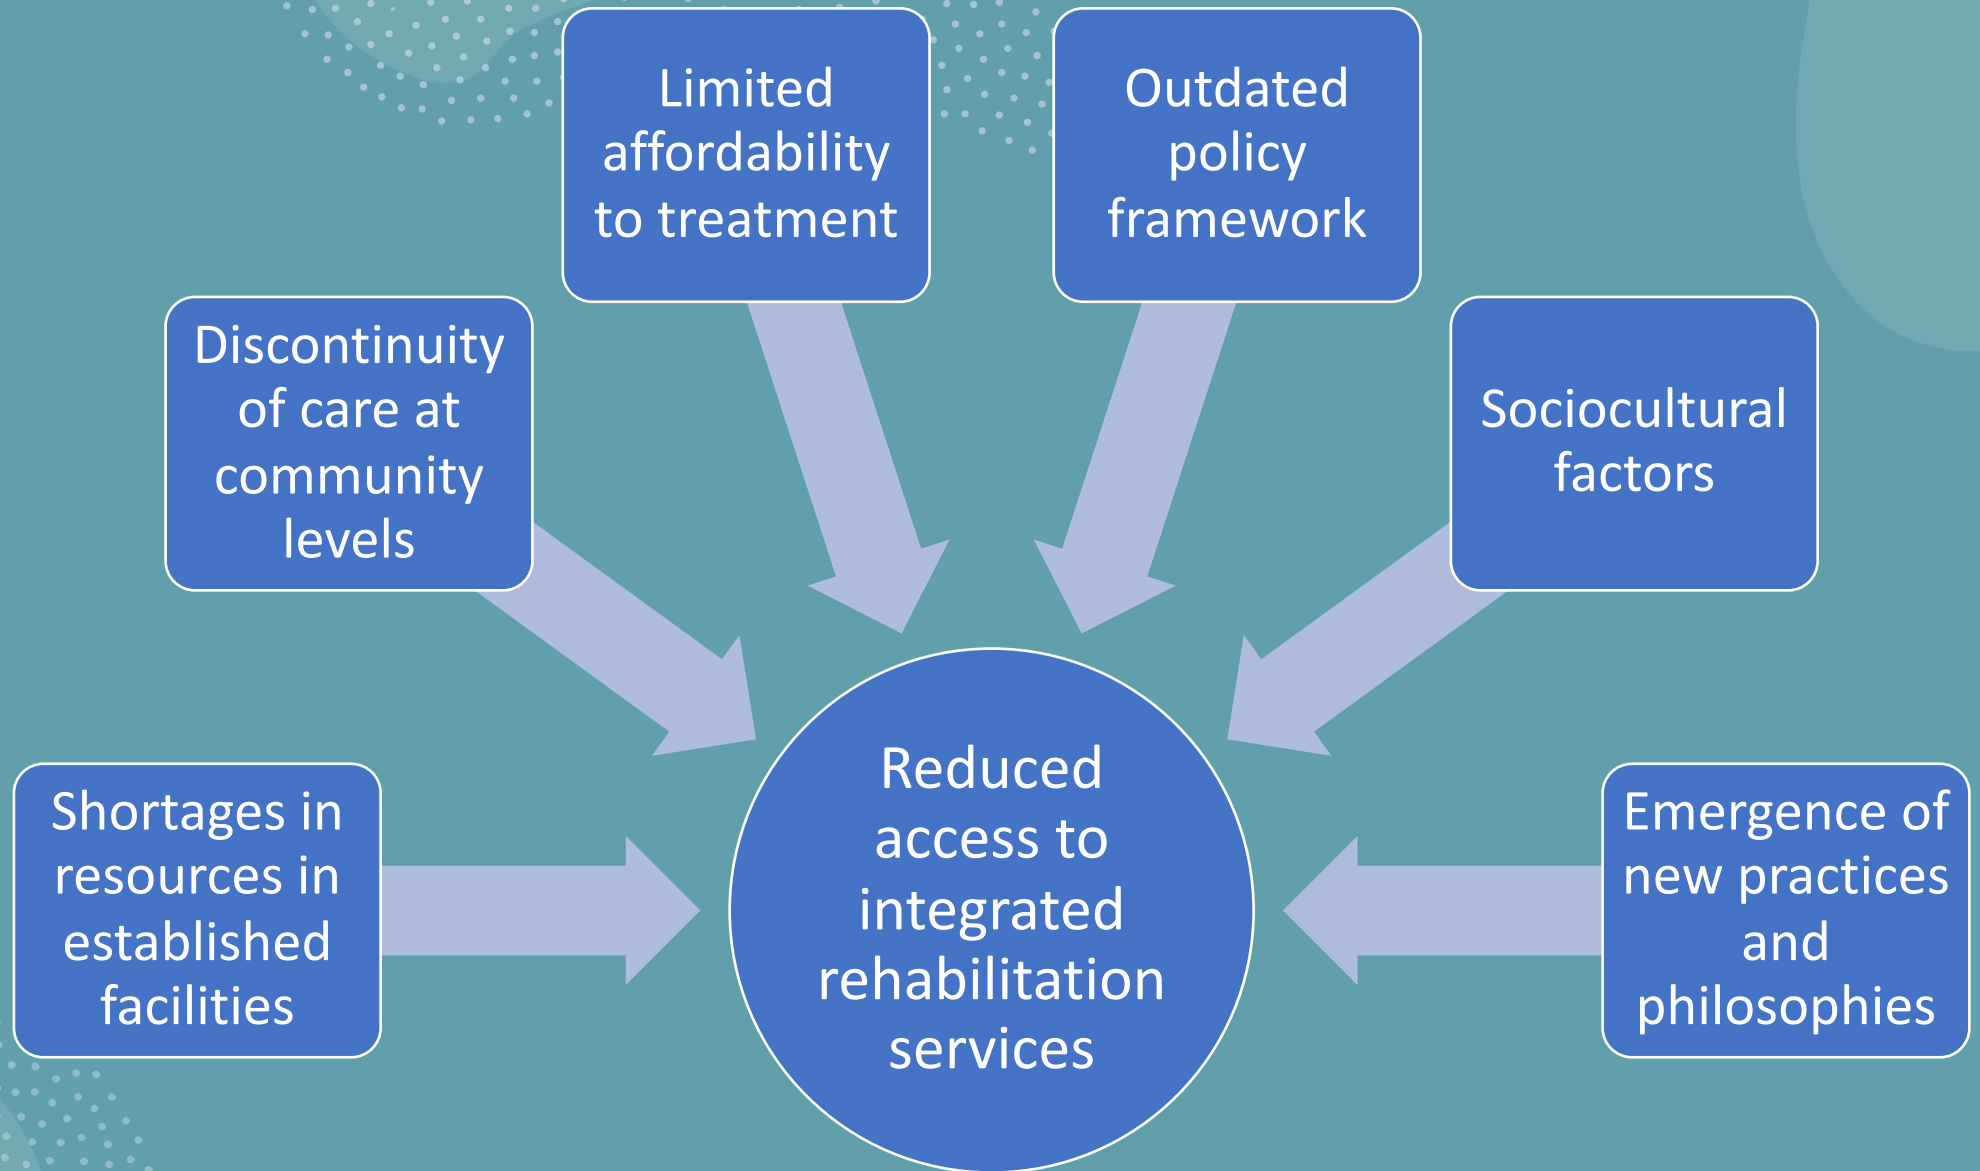 Limited
affordability
to treatment
Outdated
policy
framework
Discontinuity
of care at
community
levels
Sociocultural
factors
Shortages in
resources in
established
facilities
Reduced
access to
integrated
rehabilitation
services
Emergence of
new practices
and
philosophies